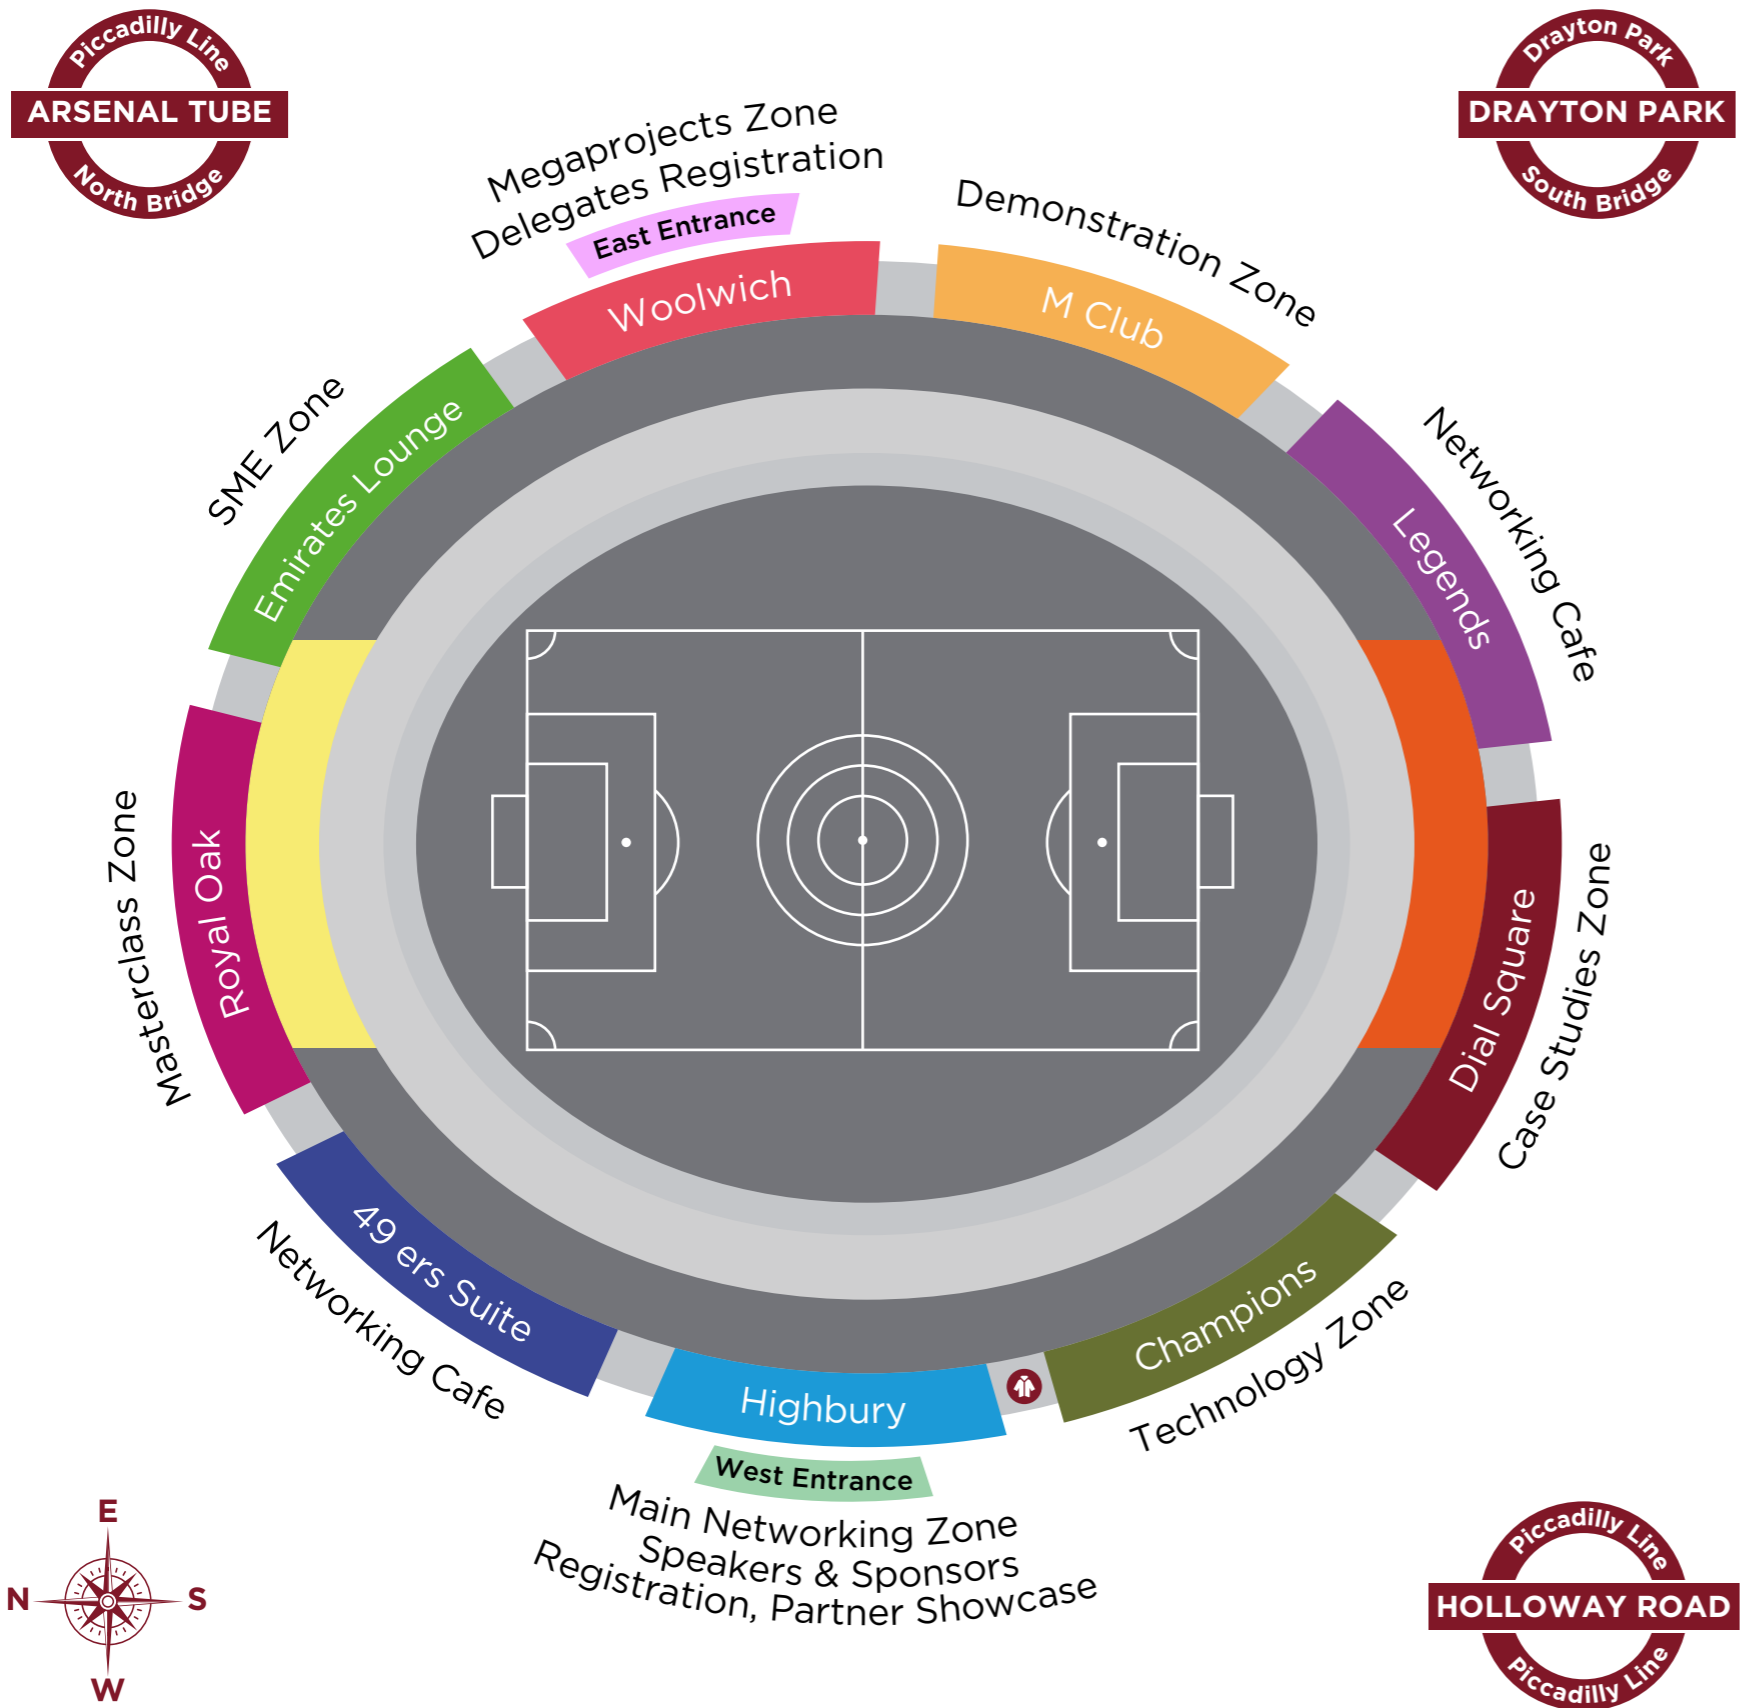 Piccadilly Line
ARSENAL TUBE
North Bridge
Drayton Park
DRAYTON PARK
South Bridge
Megaprojects Zone
Delegates Registration
East Entrance
Woolwich
Demonstration Zone
M Club
SME Zone
Emirates Lounge
Networking Cafe
Legends
Masterclass Zone
Royal Oak
Dial Square
Case Studies Zone
49 ers Suite
Networking Cafe
Champions
Technology Zone
Highbury
West Entrance
Main Networking Zone
Speakers & Sponsors
Registration, Partner Showcase
E
N S
W
Piccadilly Line
HOLLOWAY ROAD
Piccadilly Line